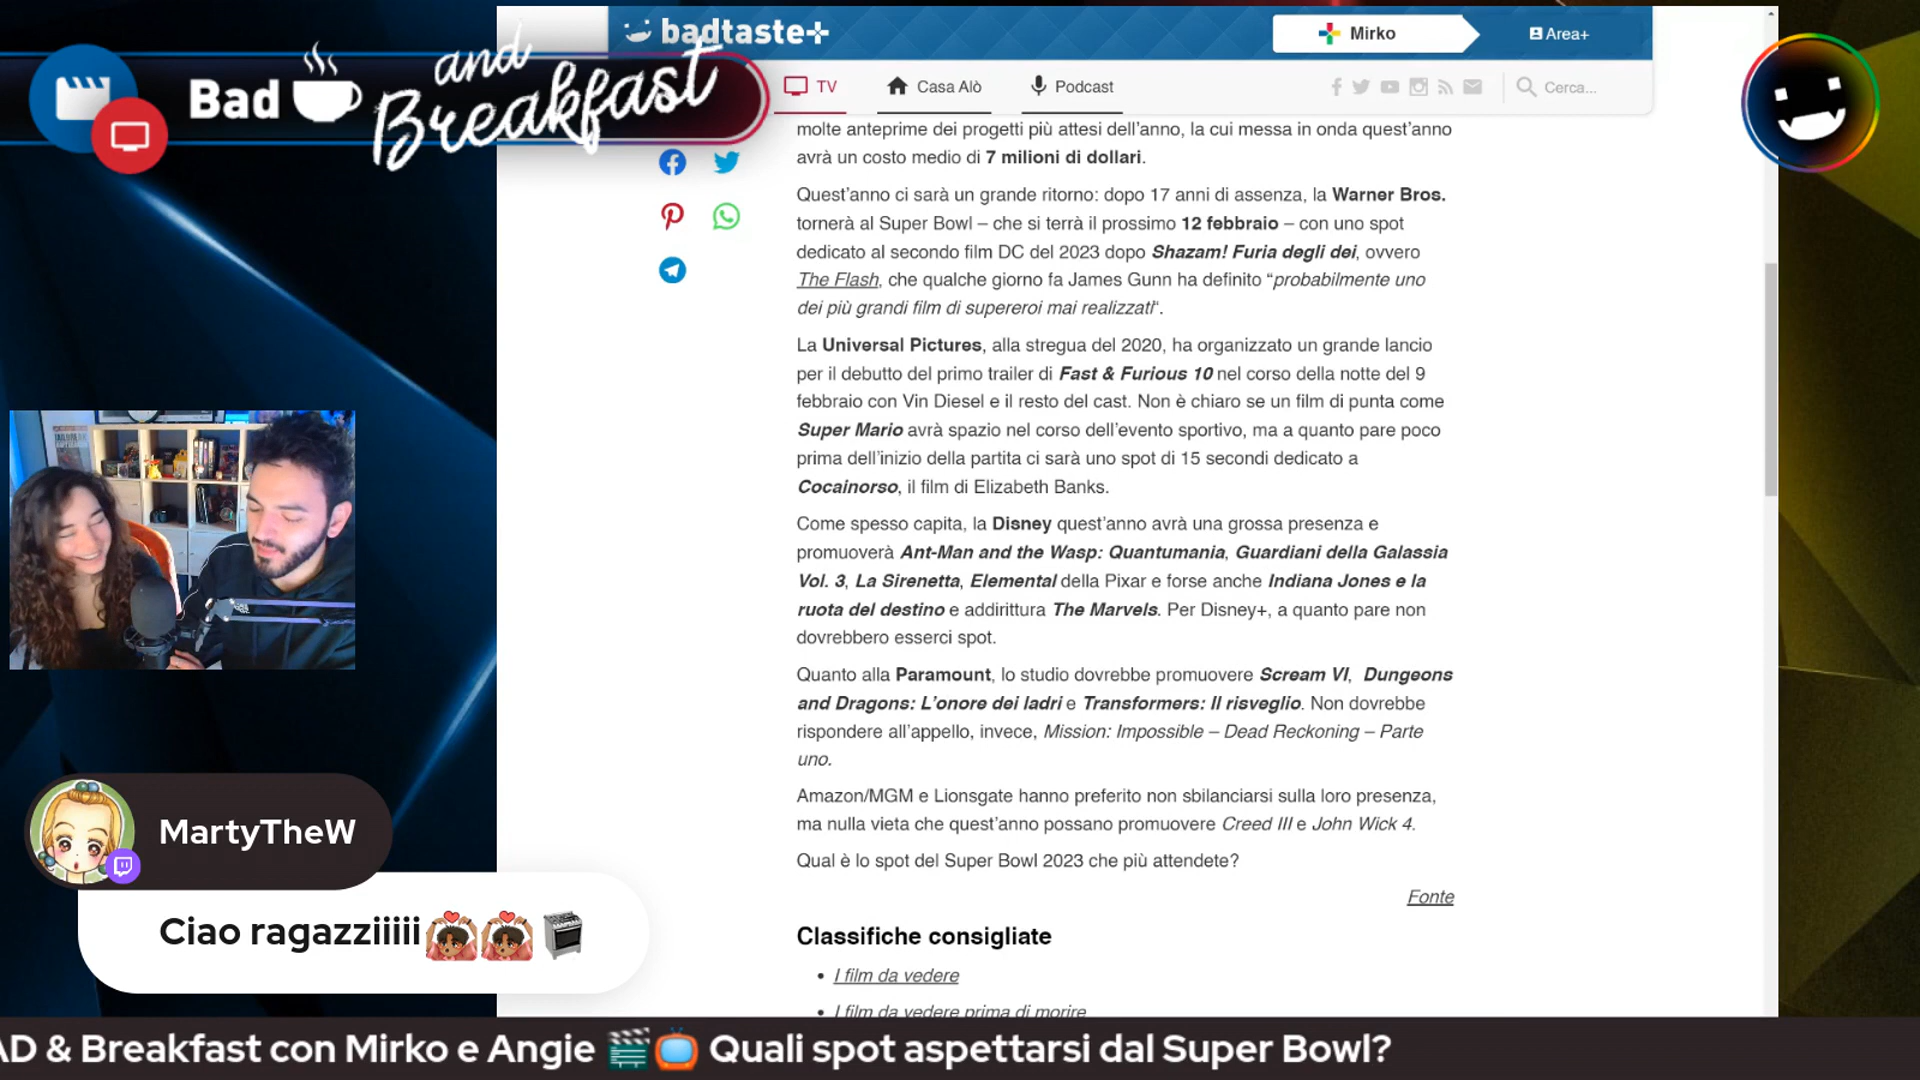 badtaste+
Mirko
Area+
Bad and Breakfast
TV
Casa Alò
Podcast
Cerca...
molte anteprime dei progetti più attesi dell'anno, la cui messa in onda quest'anno
avrà un costo medio di 7 milioni di dollari.
Quest'anno ci sarà un grande ritorno: dopo 17 anni di assenza, la Warner Bros.
tornerà al Super Bowl – che si terrà il prossimo 12 febbraio – con uno spot
dedicato al secondo film DC del 2023 dopo Shazam! Furia degli dei, ovvero
The Flash, che qualche giorno fa James Gunn ha definito “probabilmente uno
dei più grandi film di supereroi mai realizzati“.
La Universal Pictures, alla stregua del 2020, ha organizzato un grande lancio
per il debutto del primo trailer di Fast & Furious 10 nel corso della notte del 9
febbraio con Vin Diesel e il resto del cast. Non è chiaro se un film di punta come
Super Mario avrà spazio nel corso dell'evento sportivo, ma a quanto pare poco
prima dell'inizio della partita ci sarà uno spot di 15 secondi dedicato a
Cocainorso, il film di Elizabeth Banks.
Come spesso capita, la Disney quest'anno avrà una grossa presenza e
promuoverà Ant-Man and the Wasp: Quantumania, Guardiani della Galassia
Vol. 3, La Sirenetta, Elemental della Pixar e forse anche Indiana Jones e la
ruota del destino e addirittura The Marvels. Per Disney+, a quanto pare non
dovrebbero esserci spot.
Quanto alla Paramount, lo studio dovrebbe promuovere Scream VI, Dungeons
and Dragons: L'onore dei ladri e Transformers: Il risveglio. Non dovrebbe
rispondere all'appello, invece, Mission: Impossible – Dead Reckoning – Parte
uno.
Amazon/MGM e Lionsgate hanno preferito non sbilanciarsi sulla loro presenza,
ma nulla vieta che quest'anno possano promuovere Creed III e John Wick 4.
Qual è lo spot del Super Bowl 2023 che più attendete?
Fonte
Classifiche consigliate
• I film da vedere
• I film da vedere prima di morire
MartyTheW
Ciao ragazziiiii
AD & Breakfast con Mirko e Angie 🎬📺 Quali spot aspettarsi dal Super Bowl?